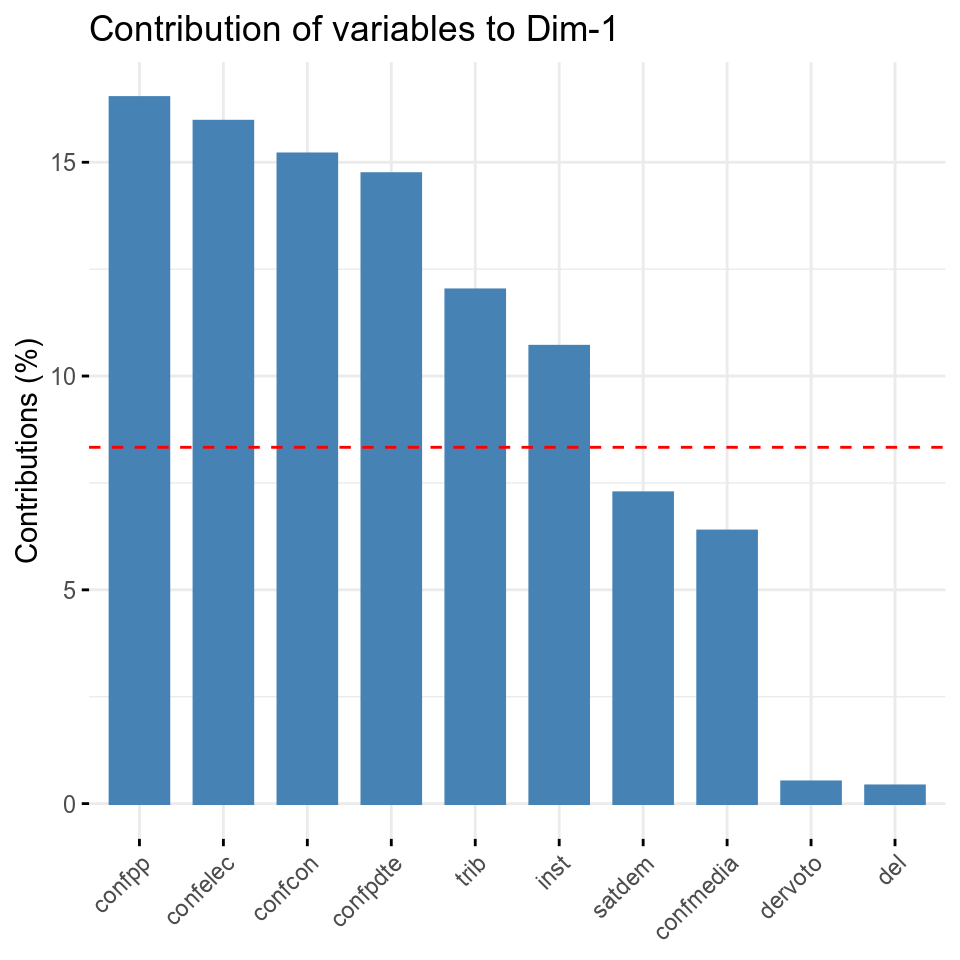 Contribution of variables to Dim-1
Contributions (%)
15
10
5
0
confpp
confelec
confcon
confpdte
trib
inst
satdem
confmedia
dervoto
del